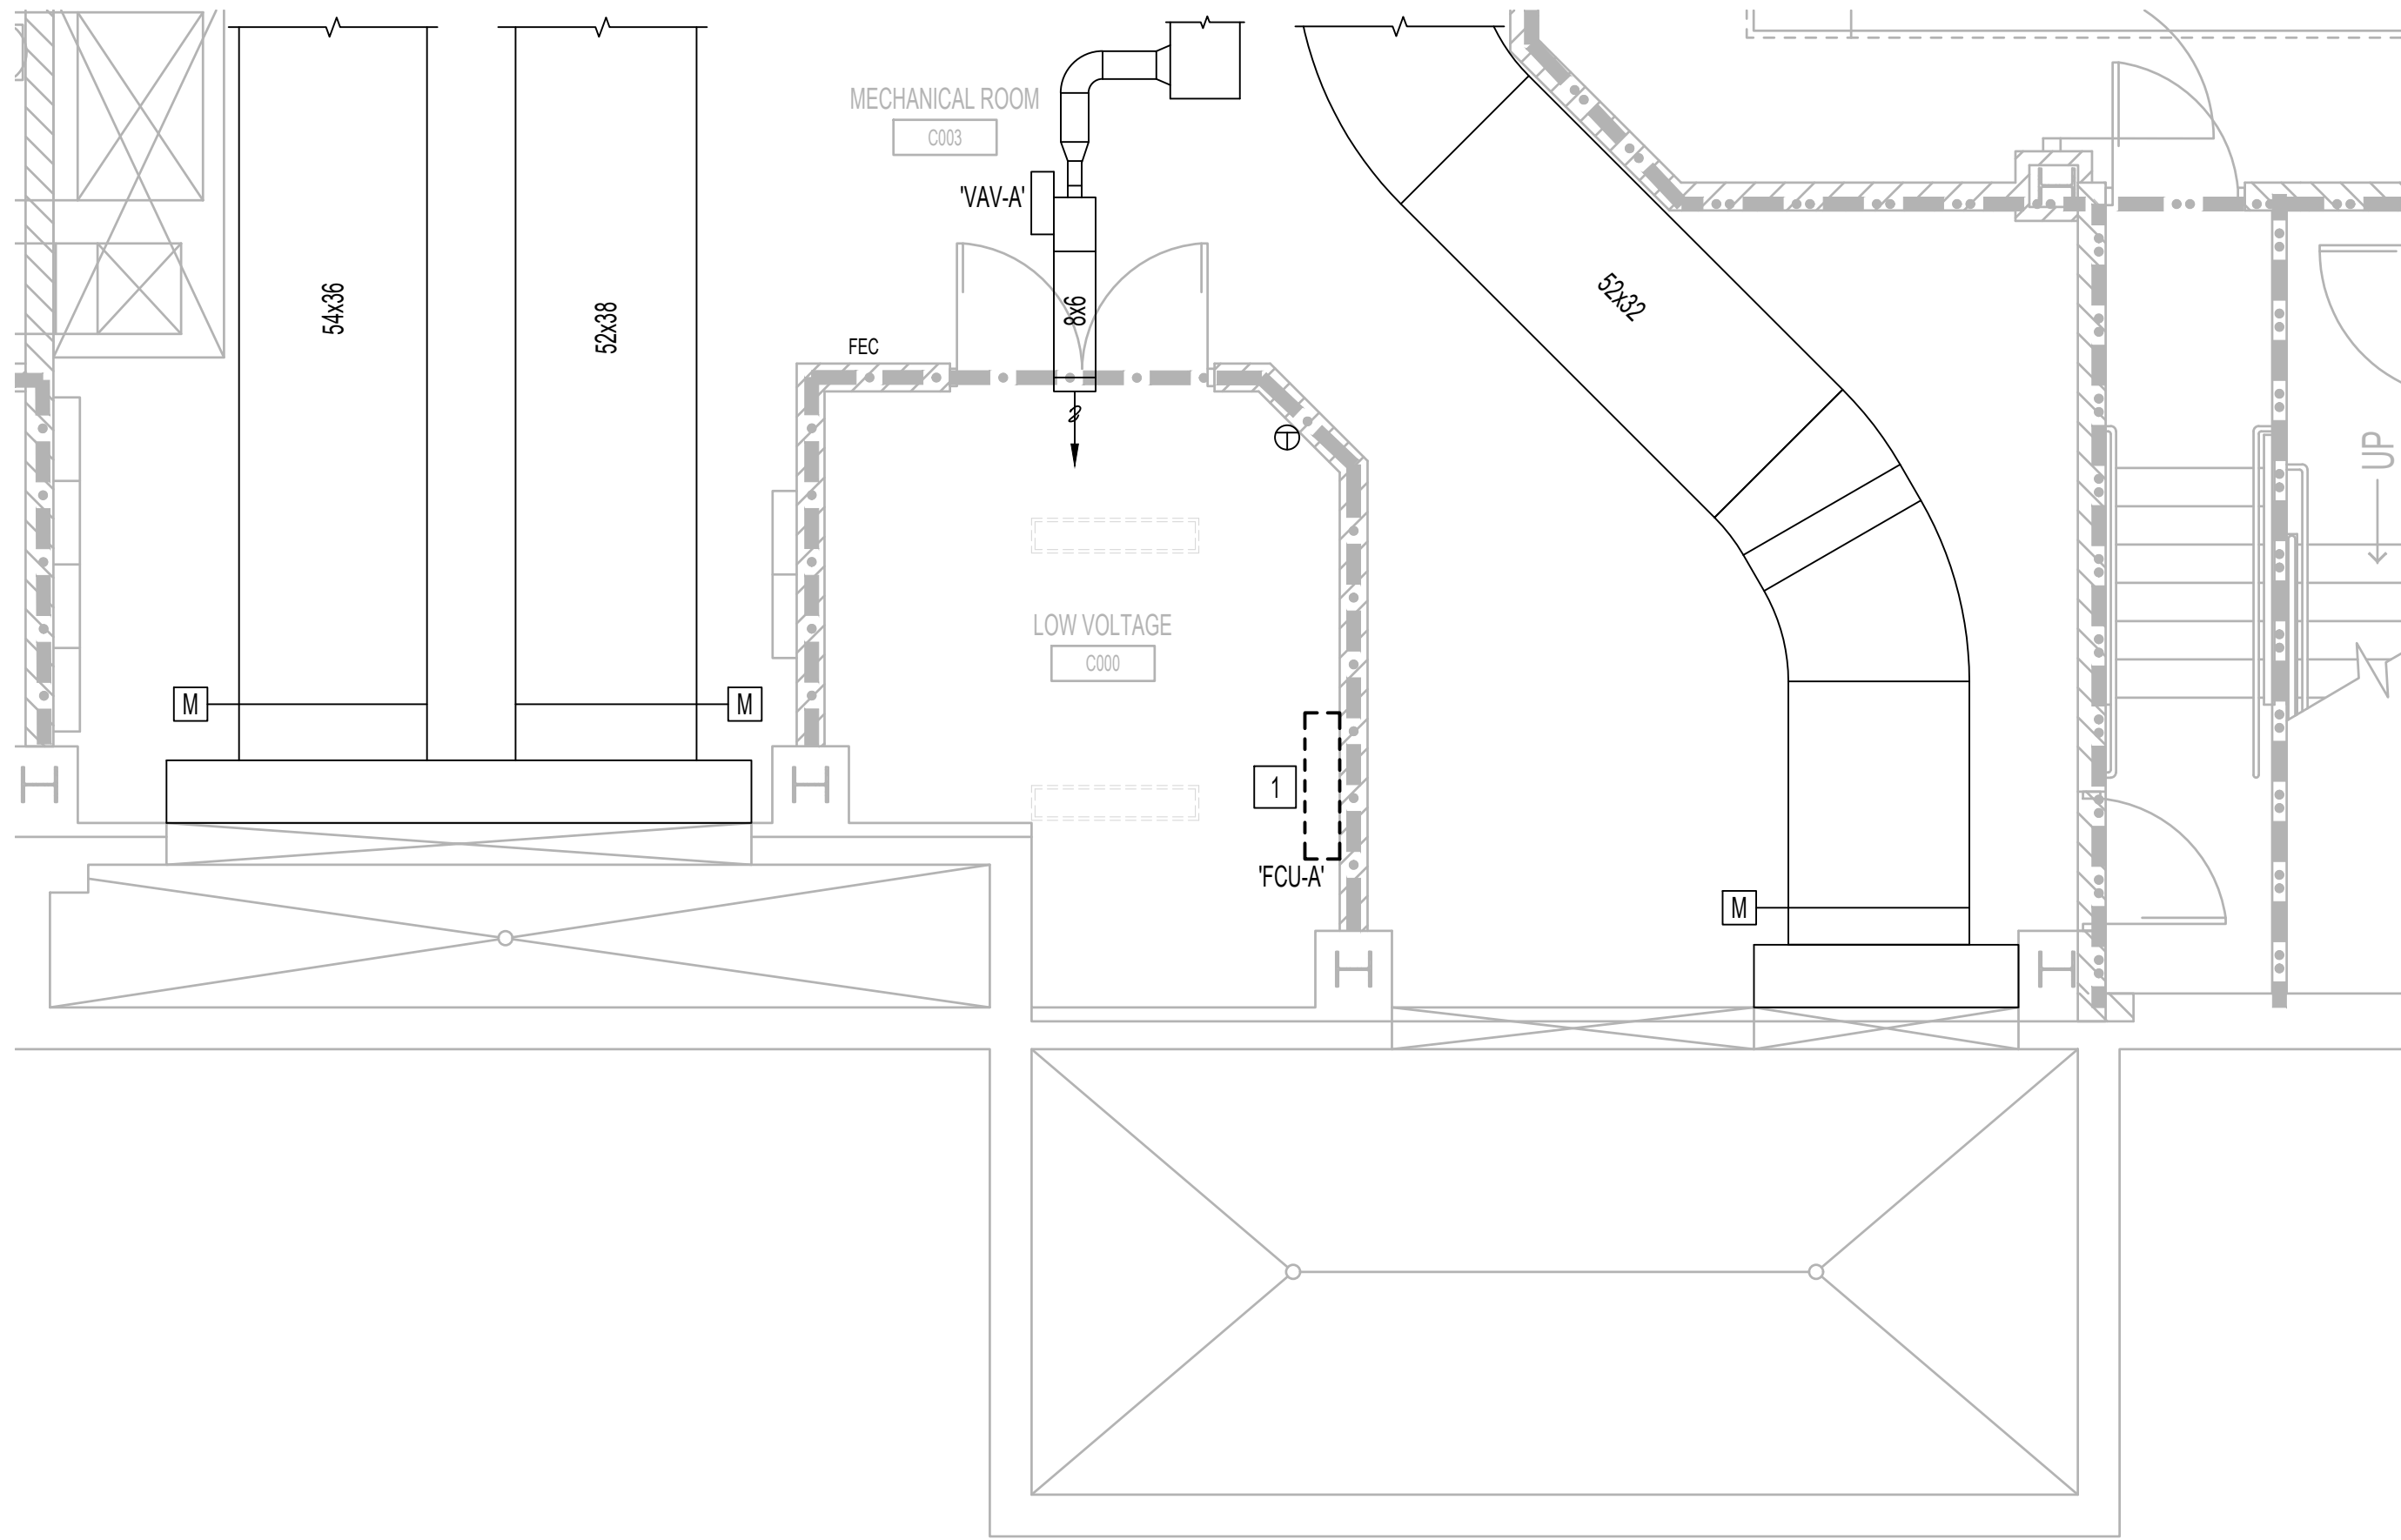 MECHANICAL ROOM
C003
'VAV-A'
54x36
52x38
8x6
52x32
FEC
T
UP
LOW VOLTAGE
C000
M
M
1
'FCU-A'
M